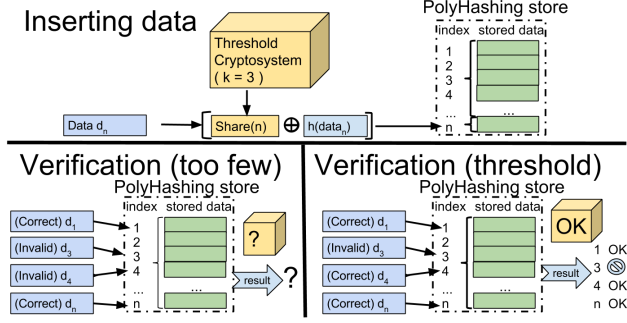 Inserting data
Threshold
Cryptosystem
( k = 3 )
PolyHashing store
index stored data
1
2
3
4
...
...
n
Data dn
Share(n)
⊕
h(datan)
Verification (too few)
PolyHashing store
index stored data
(Correct) d1
(Invalid) d3
(Invalid) d4
(Correct) dn
1
2
3
4
...
...
n
?
result
?
Verification (threshold)
PolyHashing store
index stored data
(Correct) d1
(Invalid) d3
(Correct) d4
(Correct) dn
1
2
3
4
...
...
n
OK
result
1 OK
3
4 OK
n OK